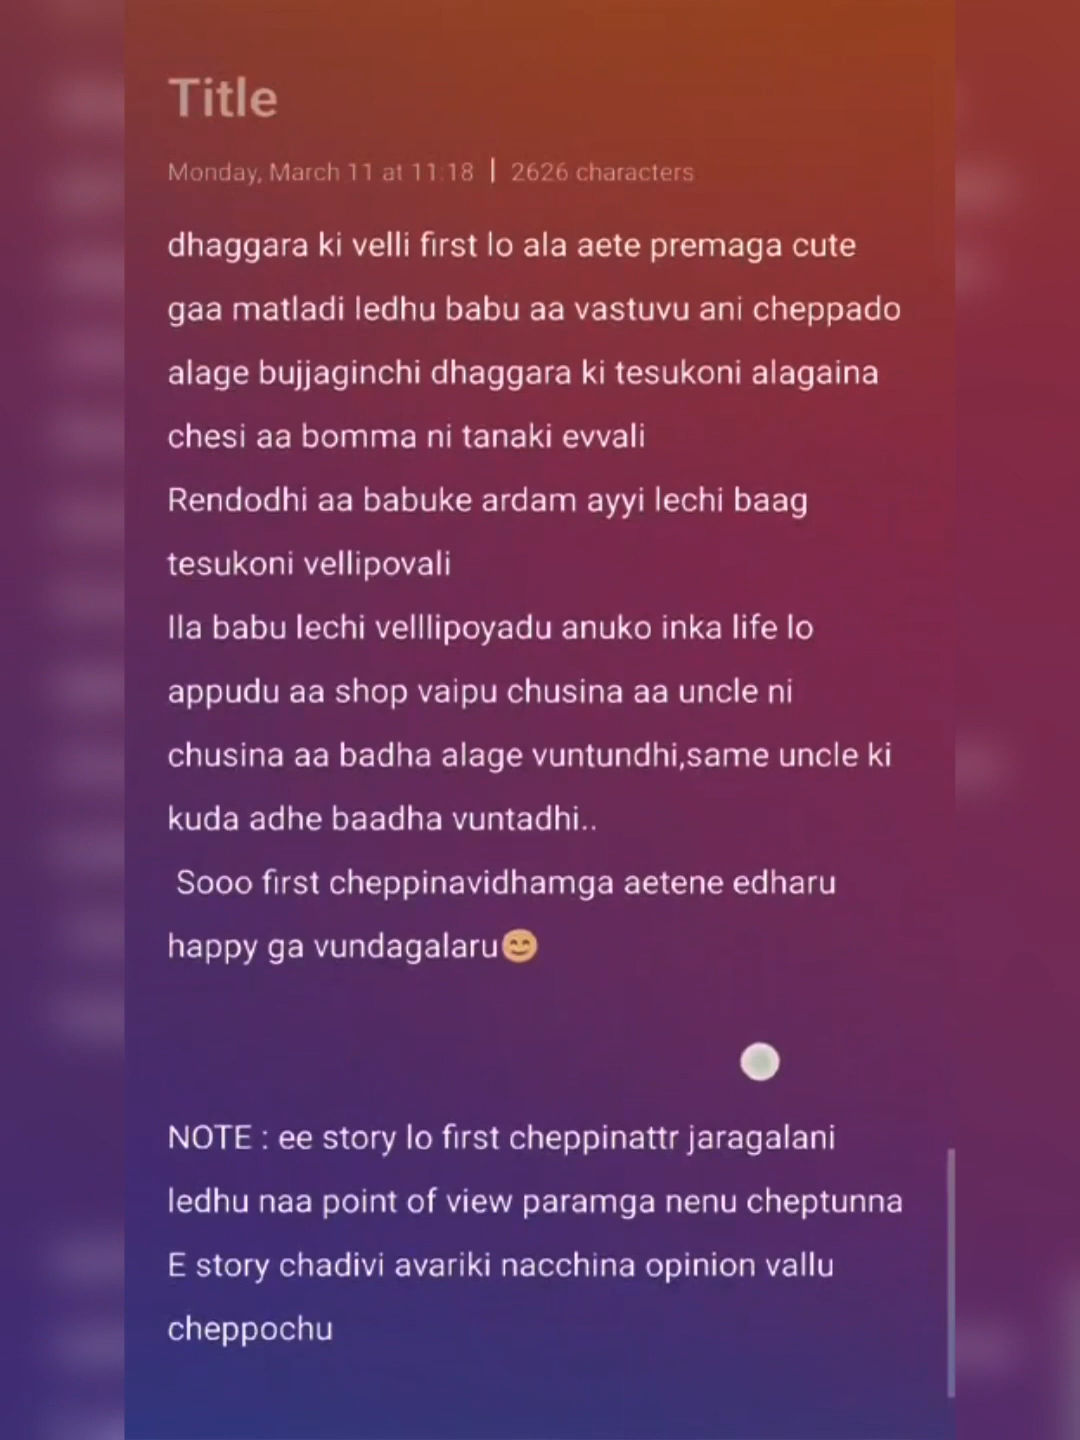 Title
Monday, March 11 at 11:18 | 2626 characters
dhaggara ki velli first lo ala aete premaga cute
gaa matladi ledhu babu aa vastuvu ani cheppado
alage bujjaginchi dhaggara ki tesukoni alagaina
chesi aa bomma ni tanaki evvali
Rendodhi aa babuke ardam ayyi lechi baag
tesukoni vellipovali
Ila babu lechi velllipoyadu anuko inka life lo
appudu aa shop vaipu chusina aa uncle ni
chusina aa badha alage vuntundhi,same uncle ki
kuda adhe baadha vuntadhi..
Sooo first cheppinavidhamga aetene edharu
happy ga vundagalaru😊
NOTE : ee story lo first cheppinattr jaragalani
ledhu naa point of view paramga nenu cheptunna
E story chadivi avariki nacchina opinion vallu
cheppochu